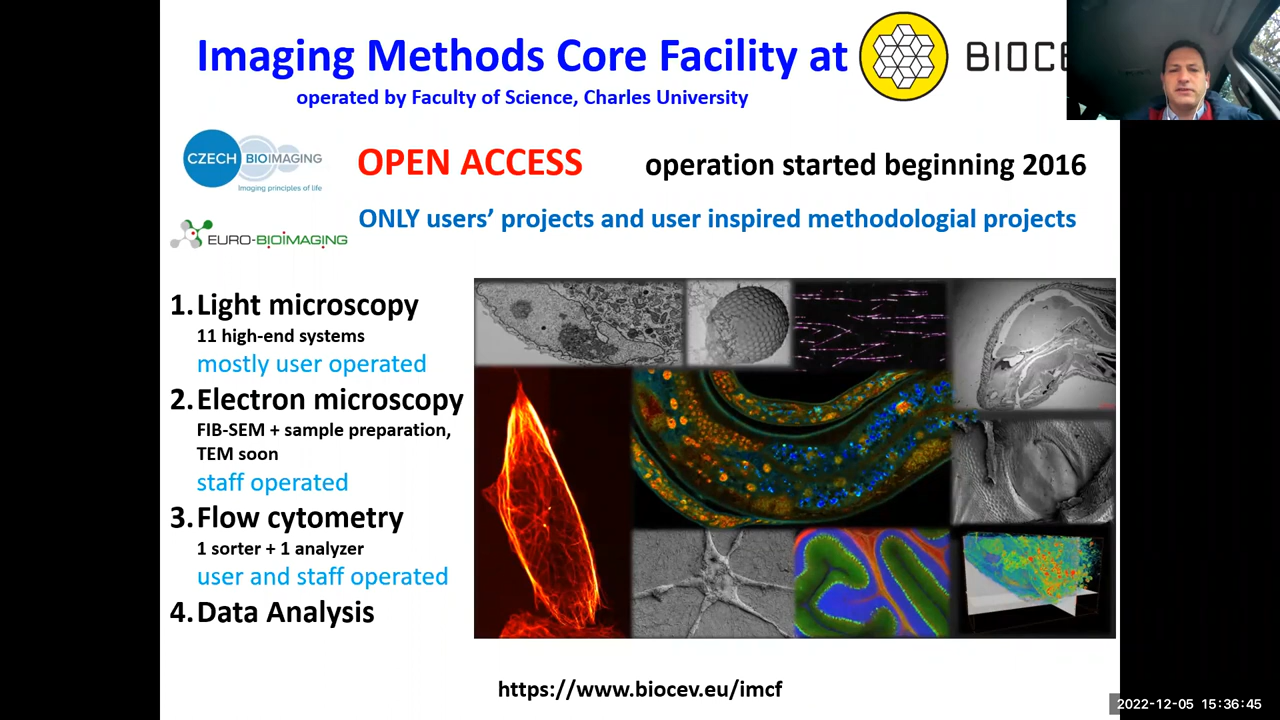 Imaging Methods Core Facility at
BIOCE
operated by Faculty of Science, Charles University
CZECH BIOIMAGING
Imaging principles of life
OPEN ACCESS operation started beginning 2016
ONLY users’ projects and user inspired methodologial projects
EURO-BIOIMAGING
1. Light microscopy
11 high-end systems
mostly user operated
2. Electron microscopy
FIB-SEM + sample preparation,
TEM soon
staff operated
3. Flow cytometry
1 sorter + 1 analyzer
user and staff operated
4. Data Analysis
https://www.biocev.eu/imcf
2022-12-05 15:36:45